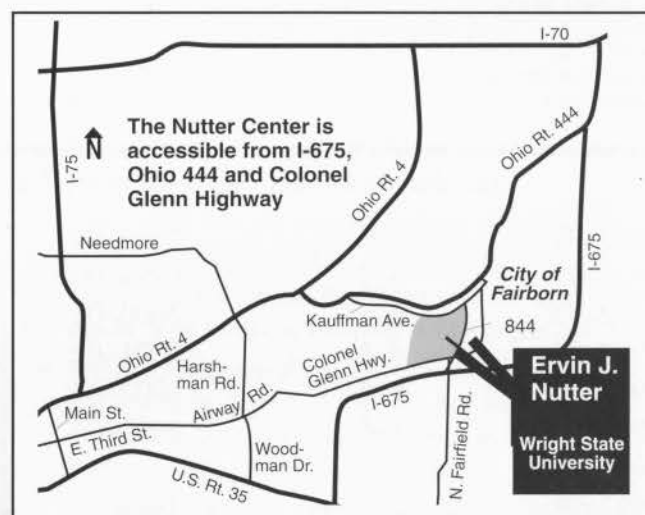 I-70
N
The Nutter Center is
accessible from I-675,
Ohio 444 and Colonel
Glenn Highway
I-75
Ohio Rt. 4
Ohio Rt. 444
I-675
Needmore
City of
Fairborn
Kauffman Ave.
844
Ohio Rt. 4
Harsh-
man Rd.
Colonel
Glenn Hwy.
Ervin J.
Nutter
Wright State
University
Main St.
Airway Rd.
I-675
E. Third St.
Wood-
man Dr.
N. Fairfield Rd.
U.S. Rt. 35